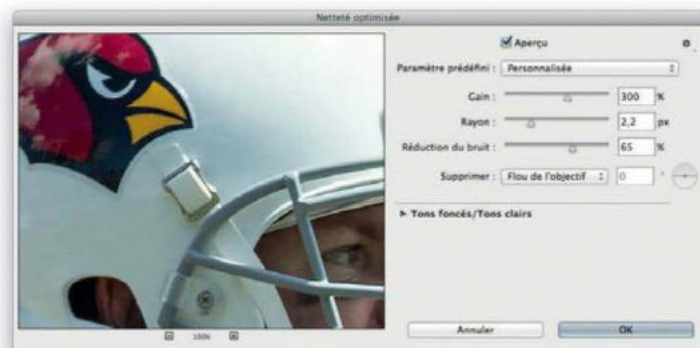 Netteté optimisée
Aperçu
Paramètre prédéfini : Personnalisée
Gain : 300 %
Rayon : 2,2 px
Réduction du bruit : 65 %
Supprimer : Flou de l'objectif 0 °
Tons foncés/Tons clairs
100%
Annuler OK